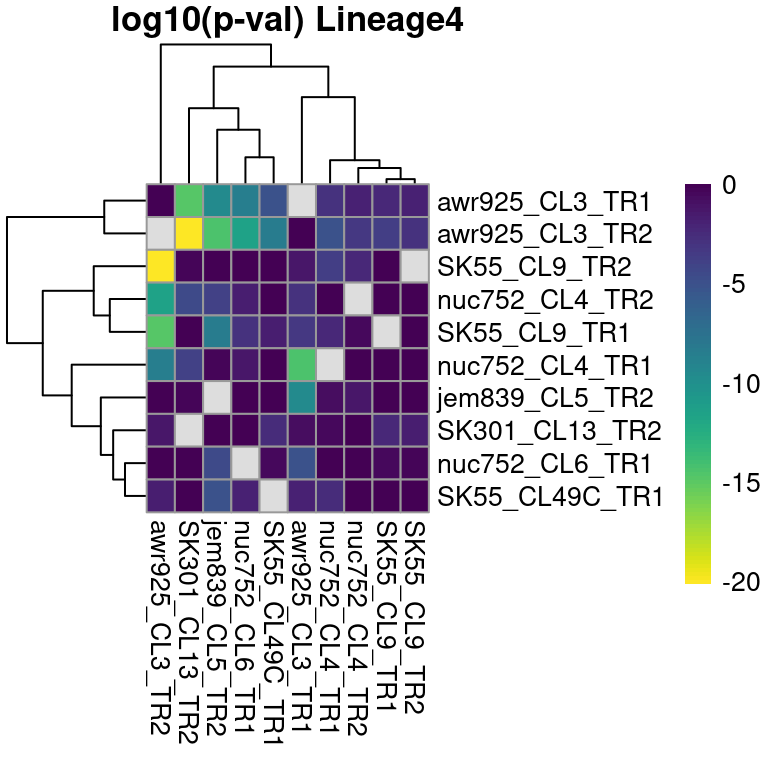 log10(p-val) Lineage4
awr925_CL3_TR1
awr925_CL3_TR2
SK55_CL9_TR2
nuc752_CL4_TR2
SK55_CL9_TR1
nuc752_CL4_TR1
jem839_CL5_TR2
SK301_CL13_TR2
nuc752_CL6_TR1
SK55_CL49C_TR1
awr925_CL3_TR2
SK301_CL13_TR2
jem839_CL5_TR2
nuc752_CL6_TR1
SK55_CL49C_TR1
awr925_CL3_TR1
nuc752_CL4_TR1
nuc752_CL4_TR2
SK55_CL9_TR1
SK55_CL9_TR2
0
-5
-10
-15
-20